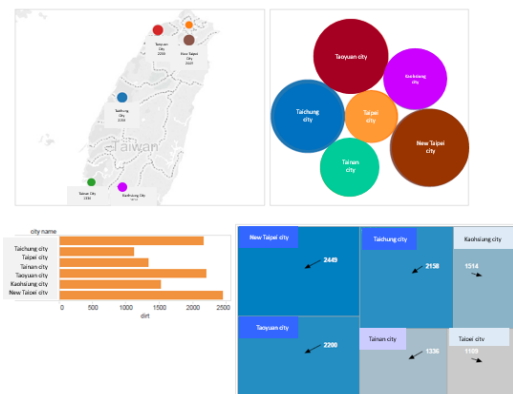 Taoyuan
City
New Taipei
City
Taichung
City
Taiwan
Tainan City
Kaohsiung City
Taoyuan city
Kaohsiung
city
Taichung
city
Taipei
city
New Taipei
city
Tainan
city
city name
Taichung city
Taipei city
Tainan city
Taoyuan city
Kaohsiung city
New Taipei city
0 500 1000 1500 2000 2500
dirt
New Taipei city
2449
Taichung city
2158
Kaohsiung city
1514
Taoyuan city
2200
Tainan city
1336
Taipei city
1109